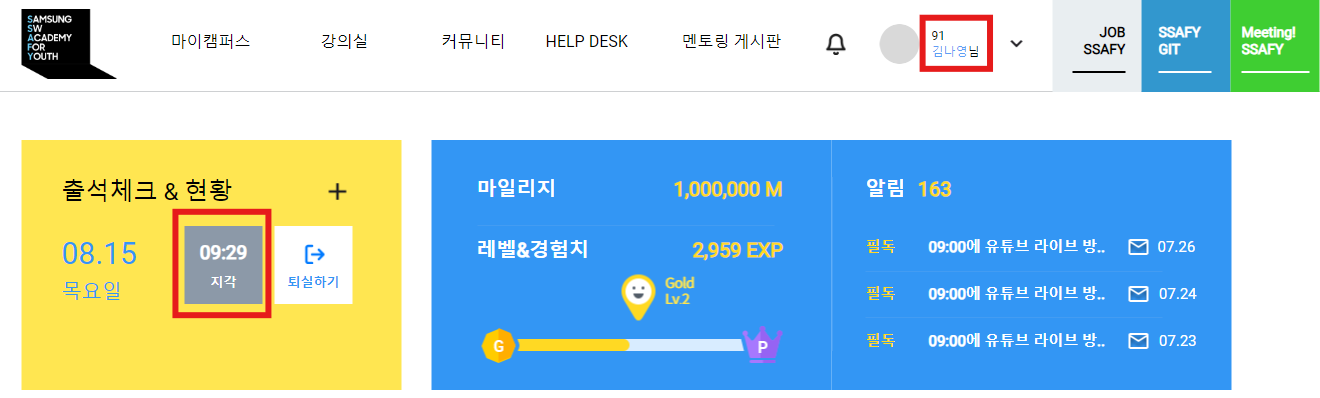 SAMSUNG
SW
ACADEMY
FOR
YOUTH
마이캠퍼스
강의실
커뮤니티
HELP DESK
멘토링 게시판
91
김나영님
JOB
SSAFY
SSAFY
GIT
Meeting!
SSAFY
출석체크 & 현황 +
08.15
목요일
09:29
지각
퇴실하기
마일리지 1,000,000 M
레벨&경험치 2,959 EXP
Gold
Lv.2
G
P
알림 163
필독 09:00에 유튜브 라이브 방.. 07.26
필독 09:00에 유튜브 라이브 방.. 07.24
필독 09:00에 유튜브 라이브 방.. 07.23